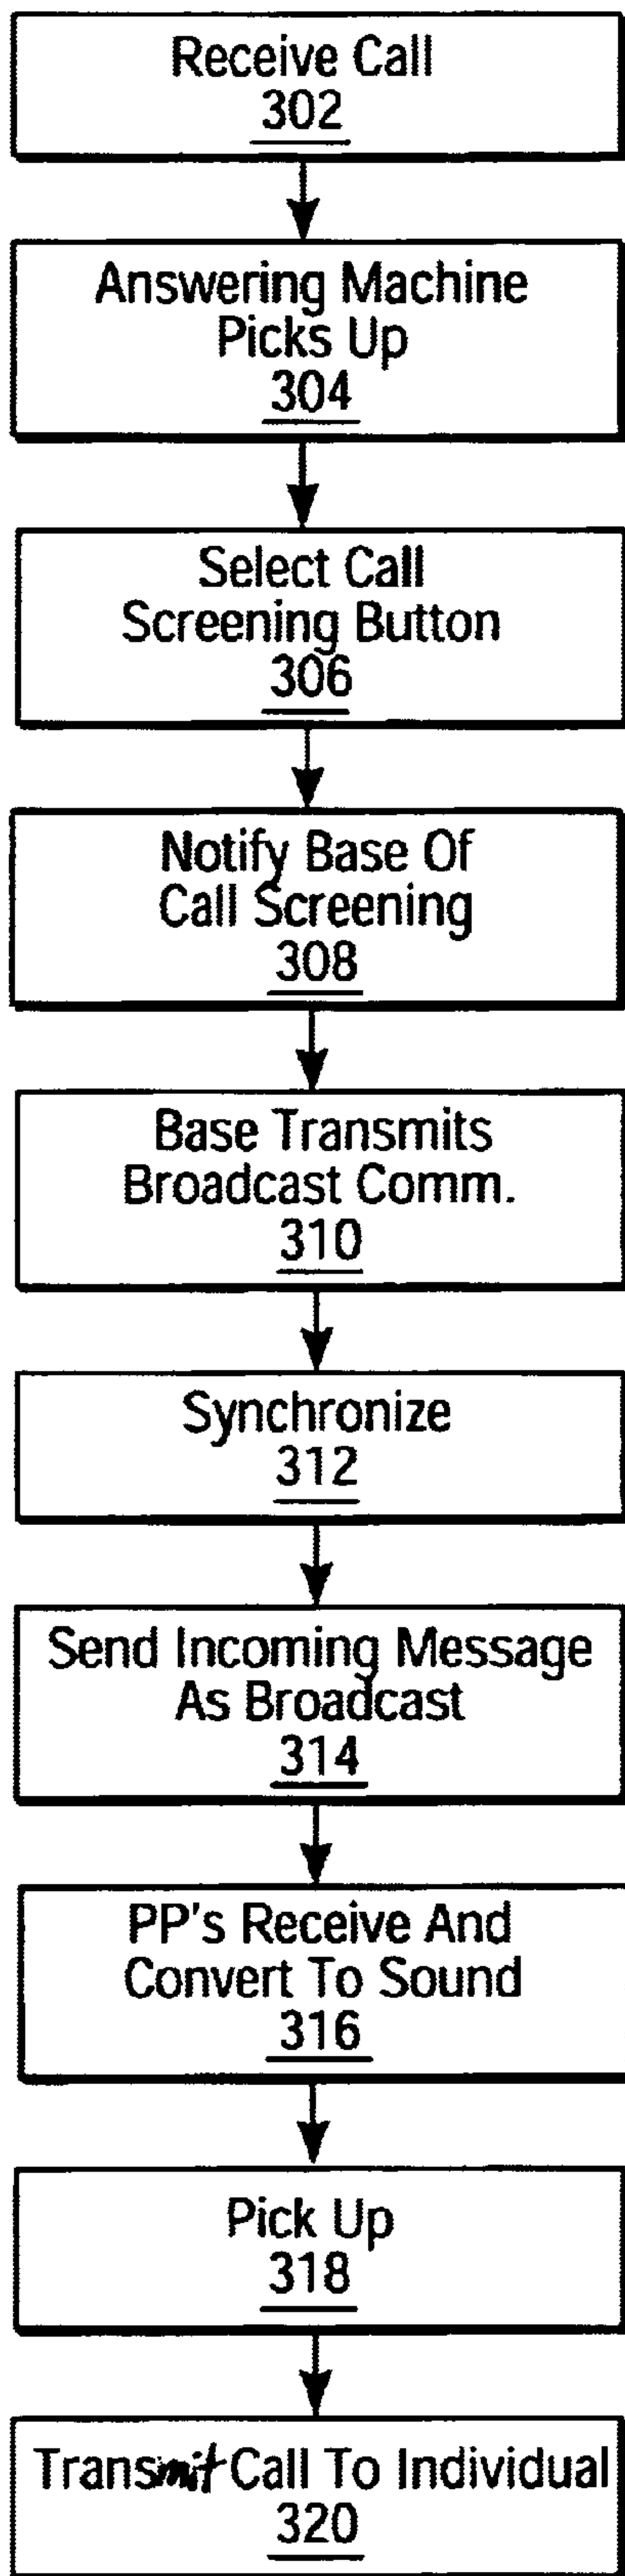 Receive Call
302
Answering Machine
Picks Up
304
Select Call
Screening Button
306
Notify Base Of
Call Screening
308
Base Transmits
Broadcast Comm.
310
Synchronize
312
Send Incoming Message
As Broadcast
314
PP's Receive And
Convert To Sound
316
Pick Up
318
Transmit Call To Individual
320